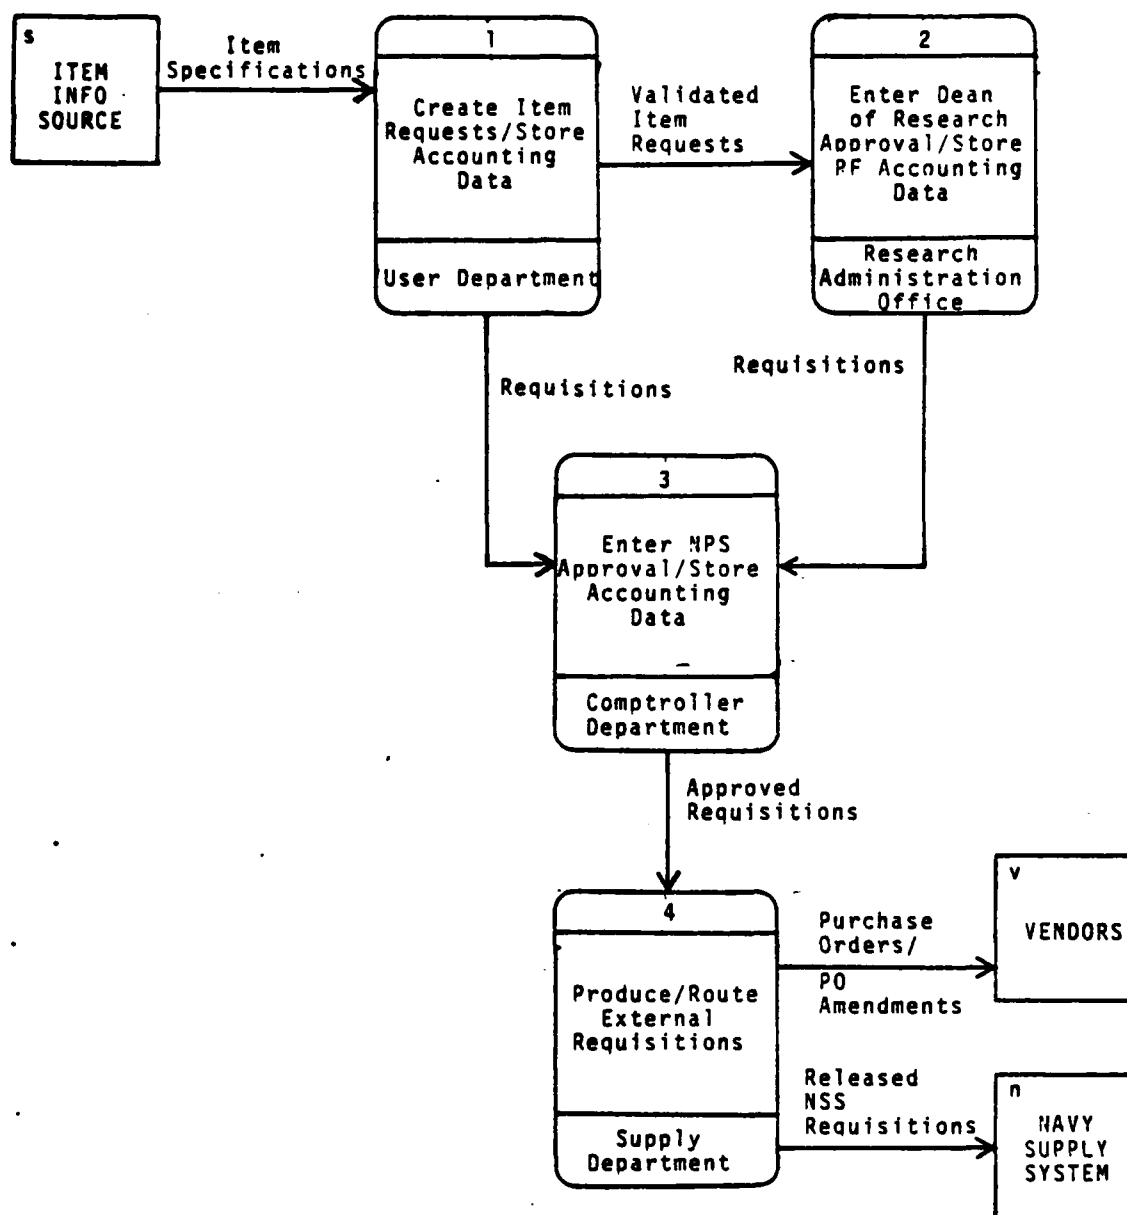 s
ITEM
INFO
SOURCE
Item
Specifications
1
Create Item
Requests/Store
Accounting
Data
User Department
Validated
Item
Requests
2
Enter Dean
of Research
Approval/Store
RF Accounting
Data
Research
Administration
Office
Requisitions
Requisitions
3
Enter NPS
Approval/Store
Accounting
Data
Comptroller
Department
Approved
Requisitions
4
Produce/Route
External
Requisitions
Supply
Department
Purchase
Orders/
PO
Amendments
v
VENDORS
Released
NSS
Requisitions
n
NAVY
SUPPLY
SYSTEM